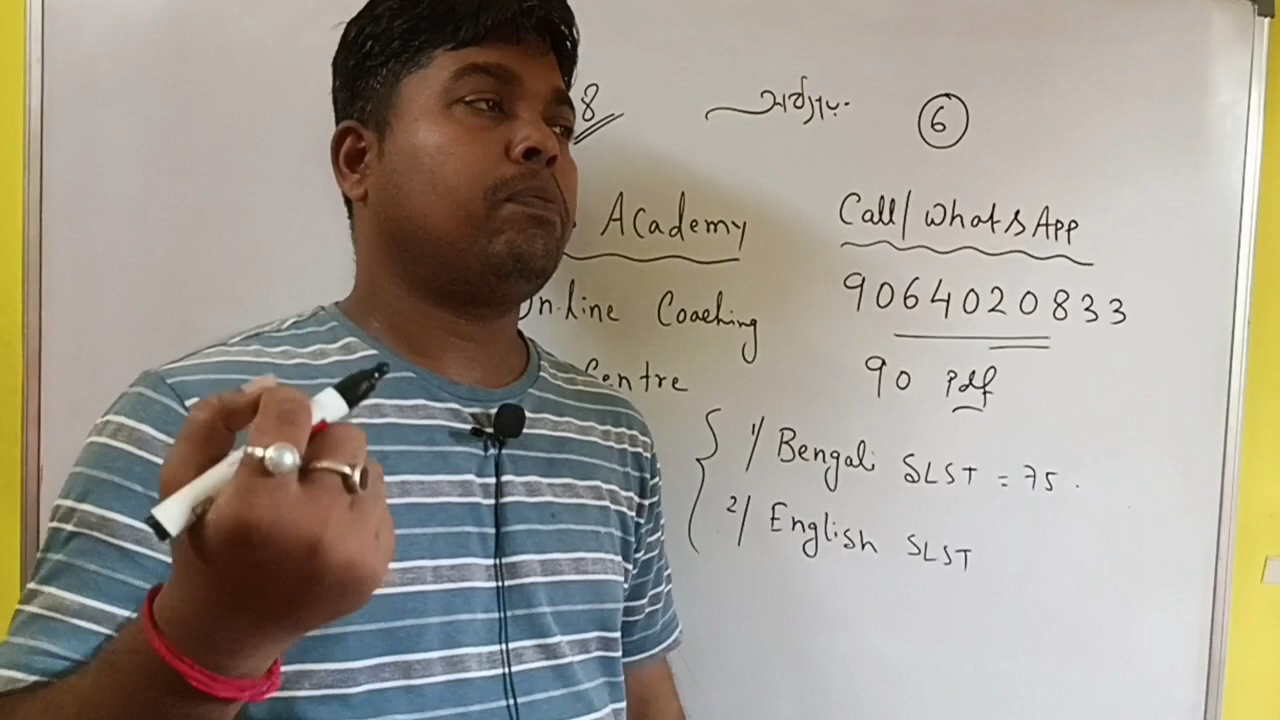 8 ⑥
Academy
On-line Coaching
Centre
Call/WhatsApp
9064020833
90 pdf
1/ Bengali SLST = 75.
2/ English SLST